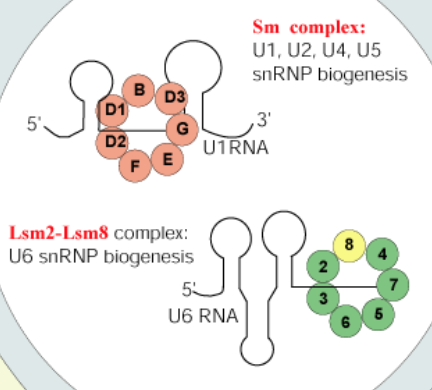 Sm complex:
U1, U2, U4, U5
snRNP biogenesis
B
D1
D3
5'
3'
G
D2
U1RNA
F
E
Lsm2-Lsm8 complex:
U6 snRNP biogenesis
8
4
2
7
5'
3
U6 RNA
6
5